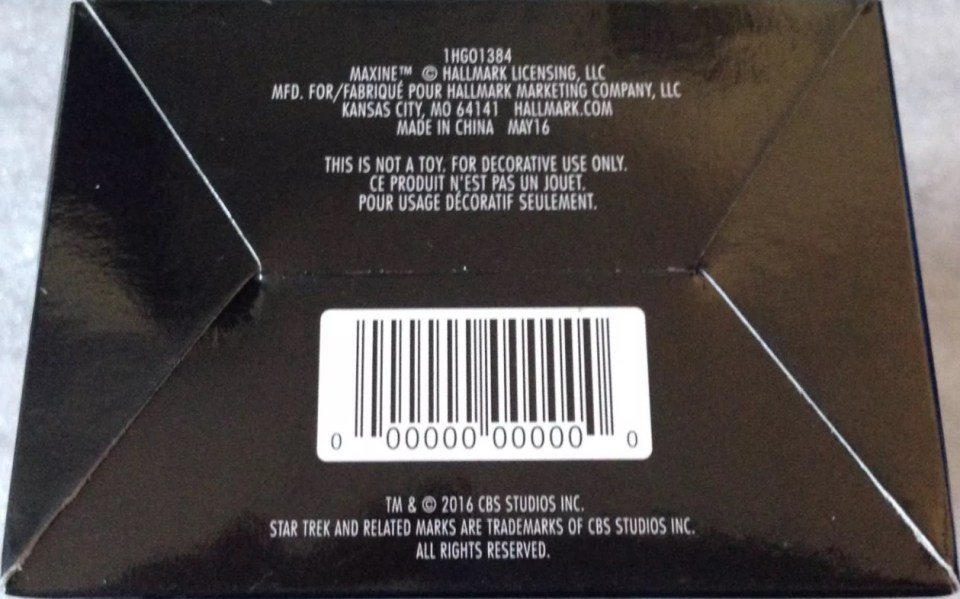 1HGO1384
MAXINE™ © HALLMARK LICENSING, LLC
MFD. FOR/FABRIQUÉ POUR HALLMARK MARKETING COMPANY, LLC
KANSAS CITY, MO 64141 HALLMARK.COM
MADE IN CHINA MAY16
THIS IS NOT A TOY. FOR DECORATIVE USE ONLY.
CE PRODUIT N'EST PAS UN JOUET.
POUR USAGE DÉCORATIF SEULEMENT.
0 00000 00000 0
TM & © 2016 CBS STUDIOS INC.
STAR TREK AND RELATED MARKS ARE TRADEMARKS OF CBS STUDIOS INC.
ALL RIGHTS RESERVED.